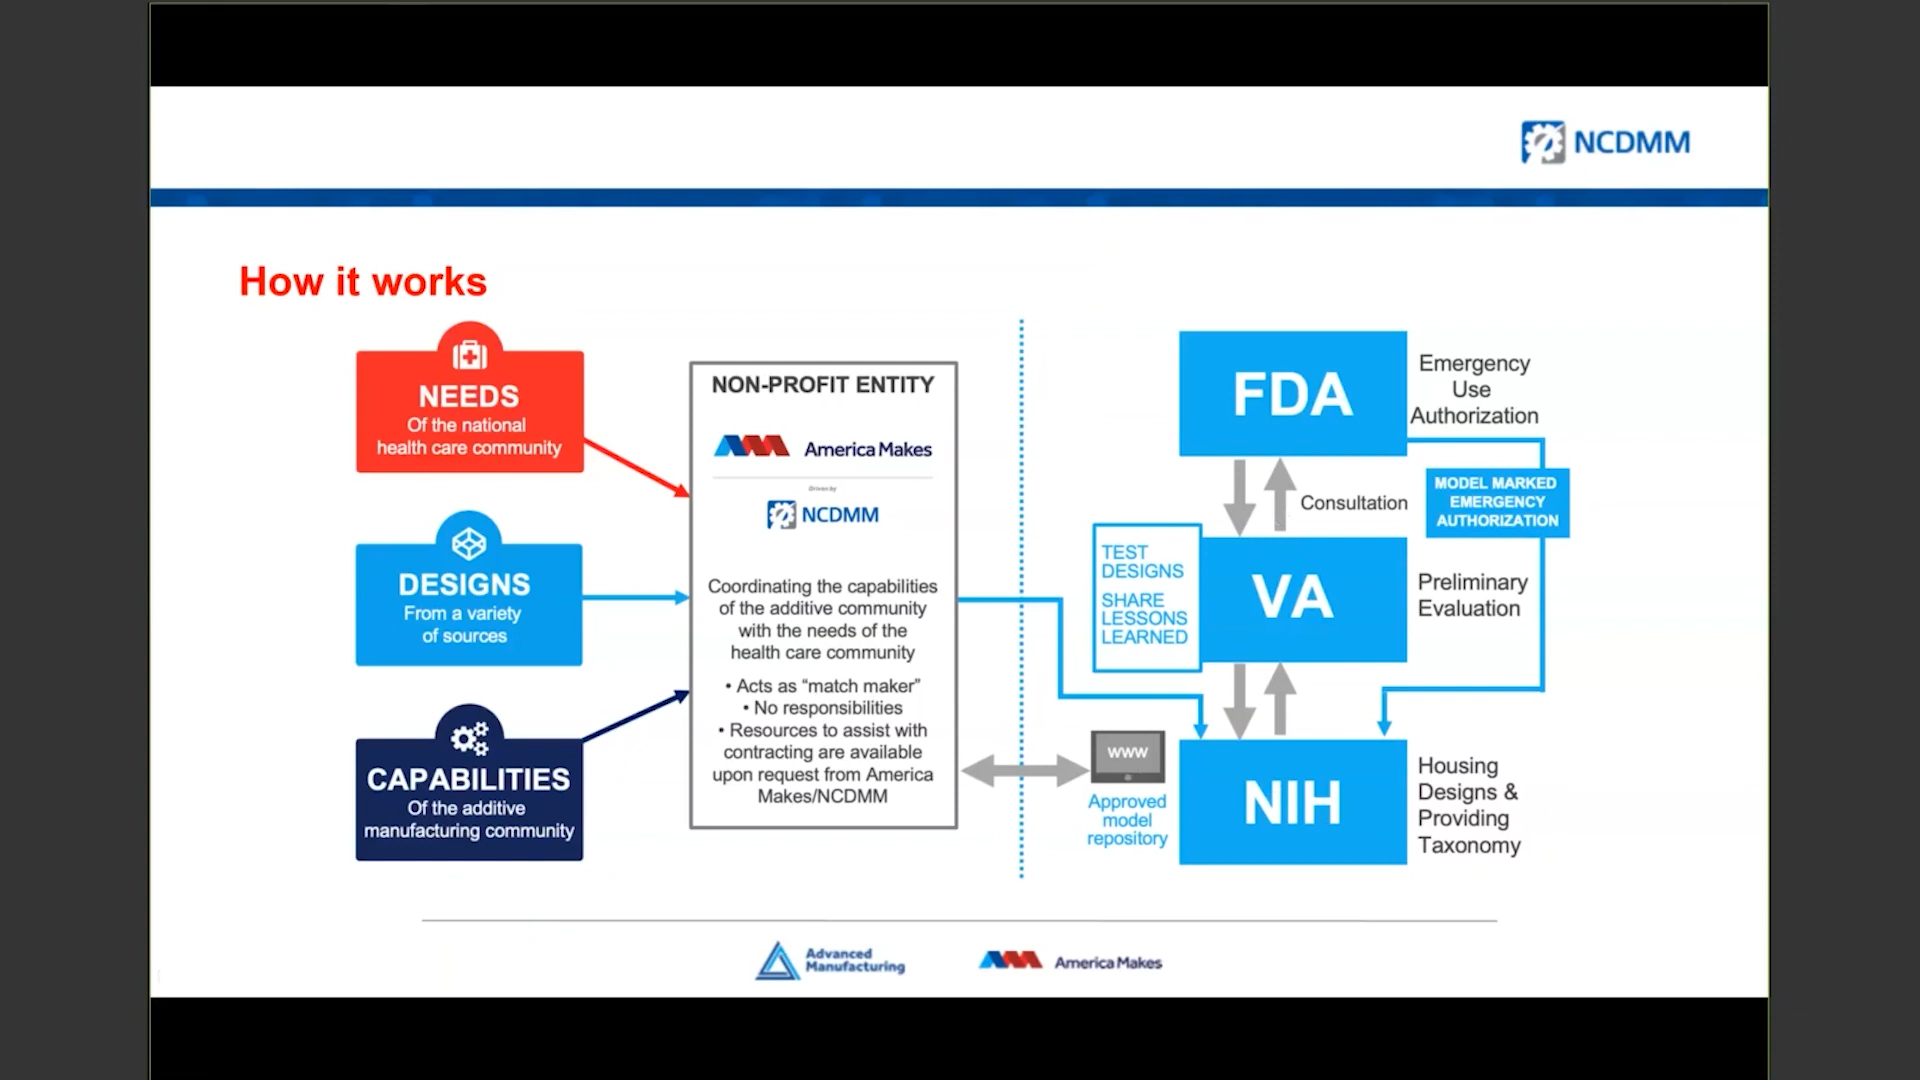 NCDMM
How it works
NEEDS
Of the national
health care community
DESIGNS
From a variety
of sources
CAPABILITIES
Of the additive
manufacturing community
NON-PROFIT ENTITY
America Makes
Driven by
NCDMM
Coordinating the capabilities
of the additive community
with the needs of the
health care community
• Acts as “match maker”
• No responsibilities
• Resources to assist with
contracting are available
upon request from America
Makes/NCDMM
FDA
Emergency
Use
Authorization
Consultation
MODEL MARKED
EMERGENCY
AUTHORIZATION
TEST
DESIGNS
SHARE
LESSONS
LEARNED
VA
Preliminary
Evaluation
www
Approved
model
repository
NIH
Housing
Designs &
Providing
Taxonomy
Advanced
Manufacturing
America Makes